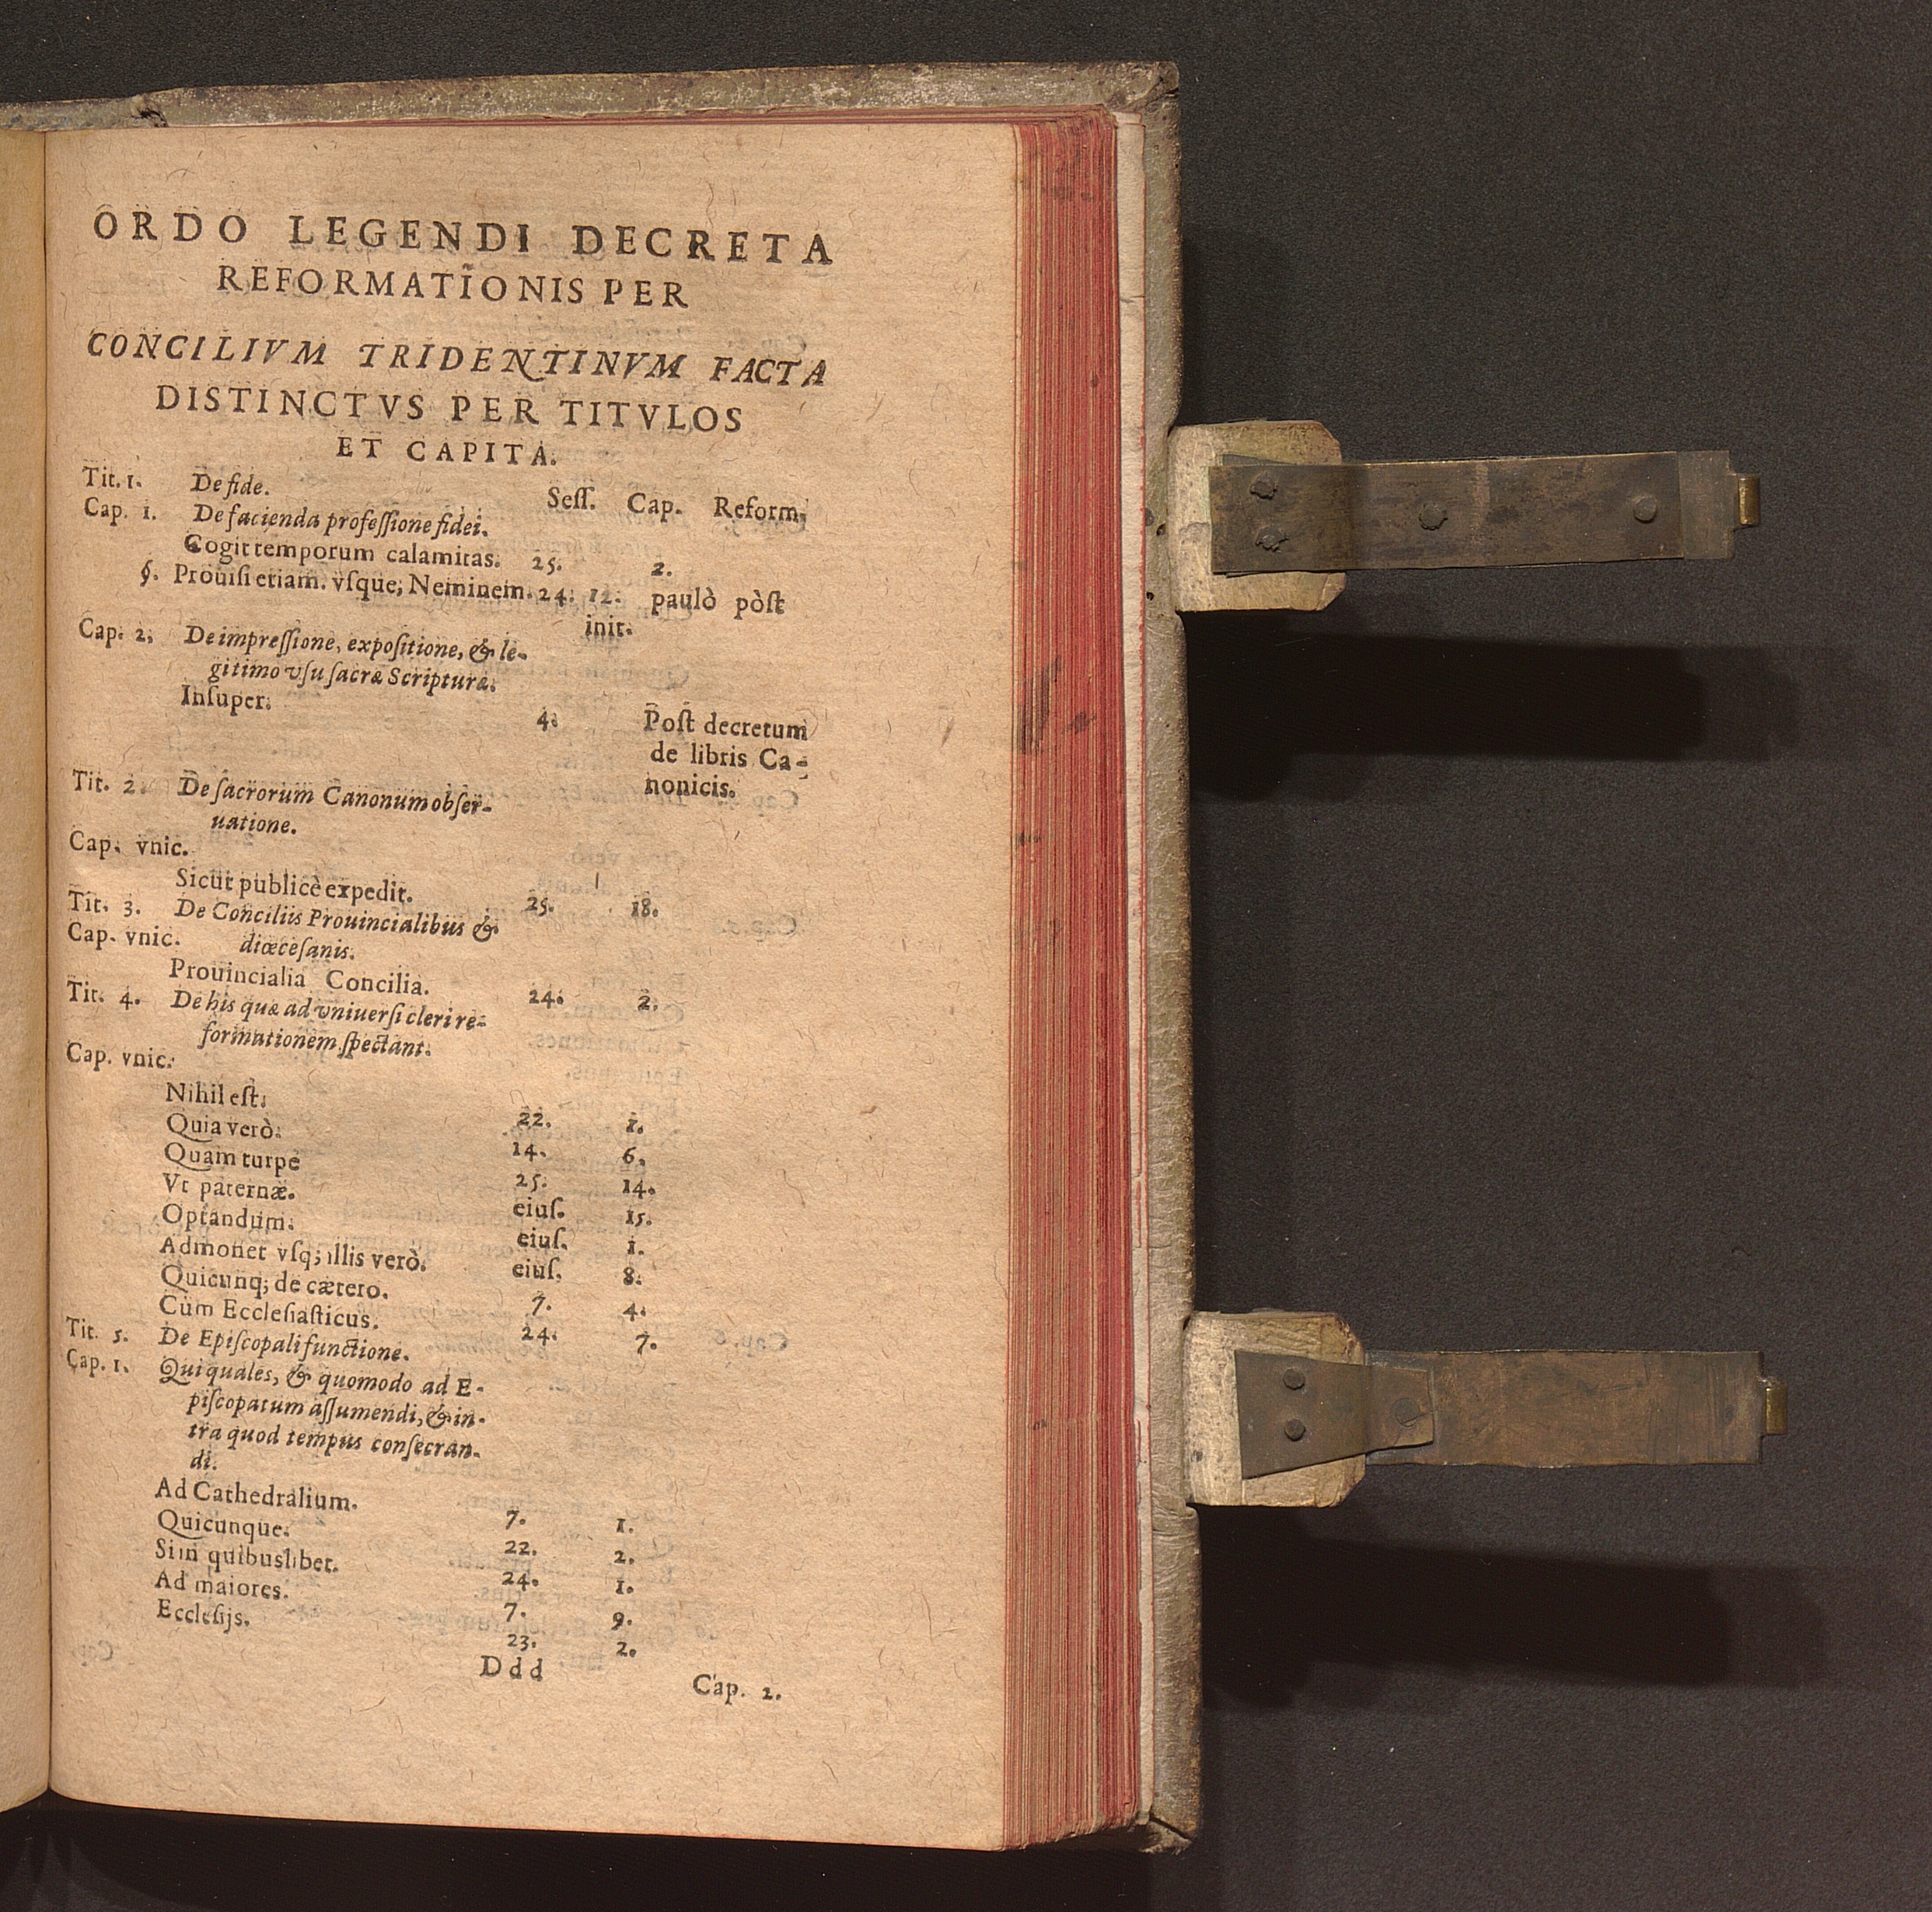 ORDO LEGENDI DECRETA
REFORMATIONIS PER
CONCILIVM TRIDENTINVM FACTA
DISTINCTVS PER TITVLOS
ET CAPITA.
Tit. 1. De fide. Seſſ. Cap. Reform.
Cap. 1. De facienda profeſſione fidei.
Cogit temporum calamitas. 25. 2.
§. Prouiſi etiam. vſque, Neminem. 24. 12. paulò pòſt
init.
Cap. 2. De impreſſione, expoſitione, & le-
gitimo vſu ſacræ Scripturæ.
Inſuper. 4. Poſt decretum
de libris Ca-
nonicis.
Tit. 2. De ſacrorum Canonum obſer-
uatione.
Cap. vnic.
Sicut publicè expedit. 25. 18.
Tit. 3. De Conciliis Prouincialibus &
Cap. vnic. diœceſanis.
Prouincialia Concilia. 24. 2.
Tit. 4. De his quæ ad vniuerſi cleri re-
formationem ſpectant.
Cap. vnic.
Nihil eſt. 22. 1.
Quia verò. 14. 6.
Quam turpe 25. 14.
Vt paternæ. eiuſ. 15.
Optandum. eiuſ. 1.
Admonet vſq; illis verò. eiuſ. 8.
Quicunq; de cætero. 7. 4.
Cùm Eccleſiaſticus. 24. 7.
Tit. 5. De Epiſcopali functione.
Cap. 1. Qui quales, & quomodo ad E-
piſcopatum aſſumendi, & in-
tra quod tempus conſecran-
di.
Ad Cathedralium. 7. 1.
Quicunque. 22. 2.
Si in quibuslibet. 24. 1.
Ad maiores. 7. 9.
Eccleſijs. 23. 2.
Ddd Cap. 2.